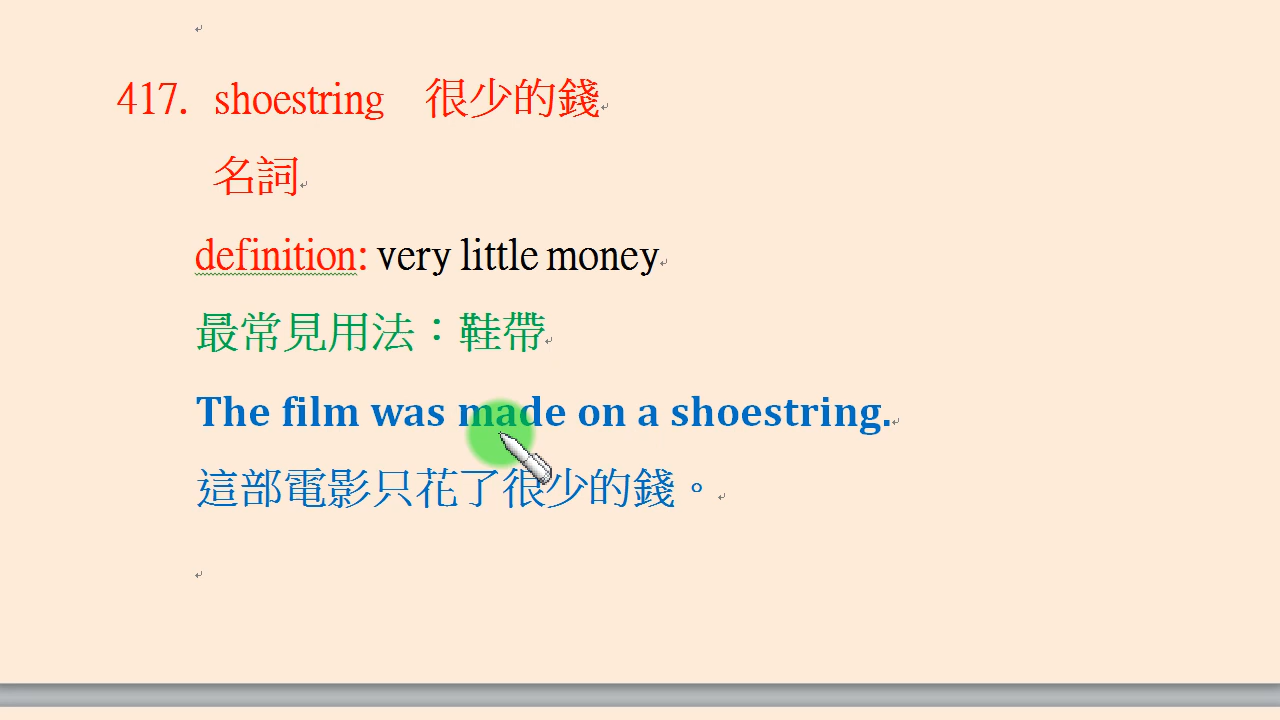 417. shoestring 很少的錢
名詞
definition: very little money
最常見用法：鞋帶
The film was made on a shoestring.
這部電影只花了很少的錢。